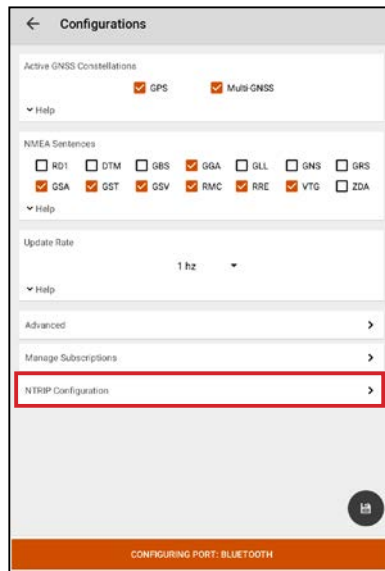 Configurations
Active GNSS Constellations
GPS Multi-GNSS
Help
NMEA Sentences
RD1 DTM GBS GGA GLL GNS GRS
GSA GST GSV RMC RRE VTG ZDA
Help
Update Rate
1 hz
Help
Advanced
Manage Subscriptions
NTRIP Configuration
CONFIGURING PORT: BLUETOOTH